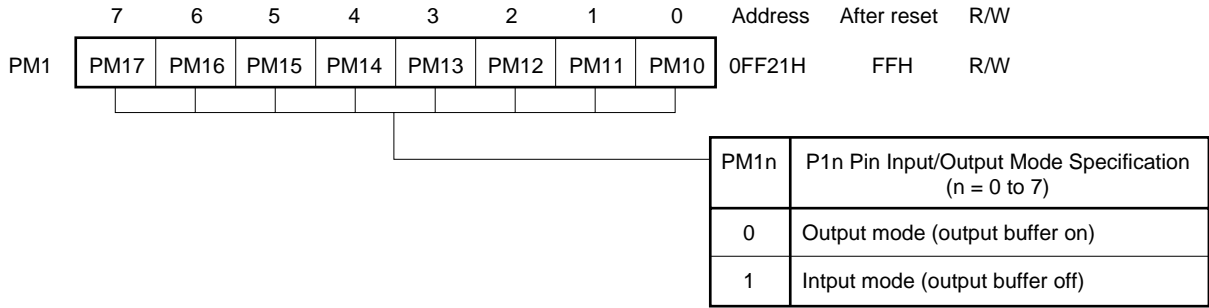 7 6 5 4 3 2 1 0 Address After reset R/W
PM1 PM17 PM16 PM15 PM14 PM13 PM12 PM11 PM10 0FF21H FFH R/W
PM1n P1n Pin Input/Output Mode Specification
(n = 0 to 7)
0 Output mode (output buffer on)
1 Intput mode (output buffer off)